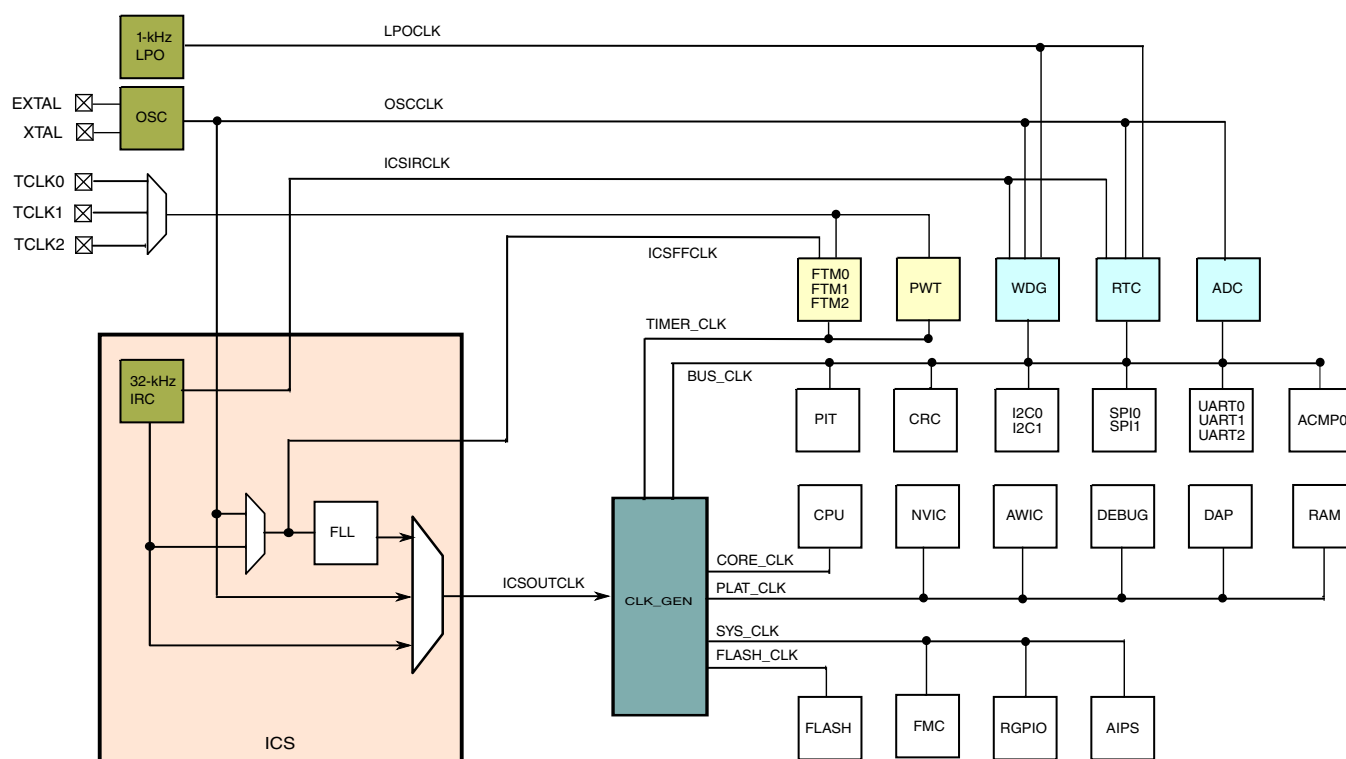 1-kHz
LPO
LPOCLK
EXTAL
XTAL
OSC
OSCCLK
TCLK0
TCLK1
TCLK2
ICSIRCLK
ICSFFCLK
FTM0
FTM1
FTM2
PWT
WDG
RTC
ADC
TIMER_CLK
BUS_CLK
32-kHz
IRC
PIT
CRC
I2C0
I2C1
SPI0
SPI1
UART0
UART1
UART2
ACMP0
FLL
CPU
NVIC
AWIC
DEBUG
DAP
RAM
ICSOUTCLK
CLK_GEN
CORE_CLK
PLAT_CLK
SYS_CLK
FLASH_CLK
FLASH
FMC
RGPIO
AIPS
ICS